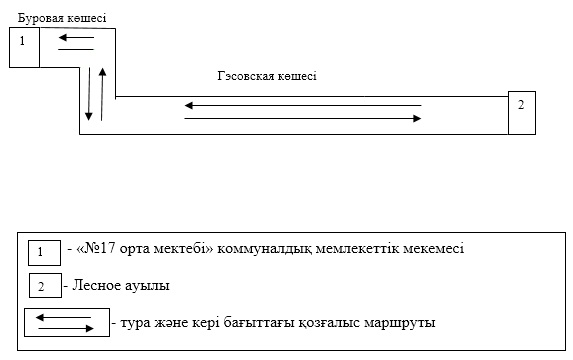 Буровая көшесі
1
Гэсовская көшесі
2
1 - «№17 орта мектебі» коммуналдық мемлекеттік мекемесі
2 - Лесное ауылы
- тура және кері бағыттағы қозғалыс маршруты